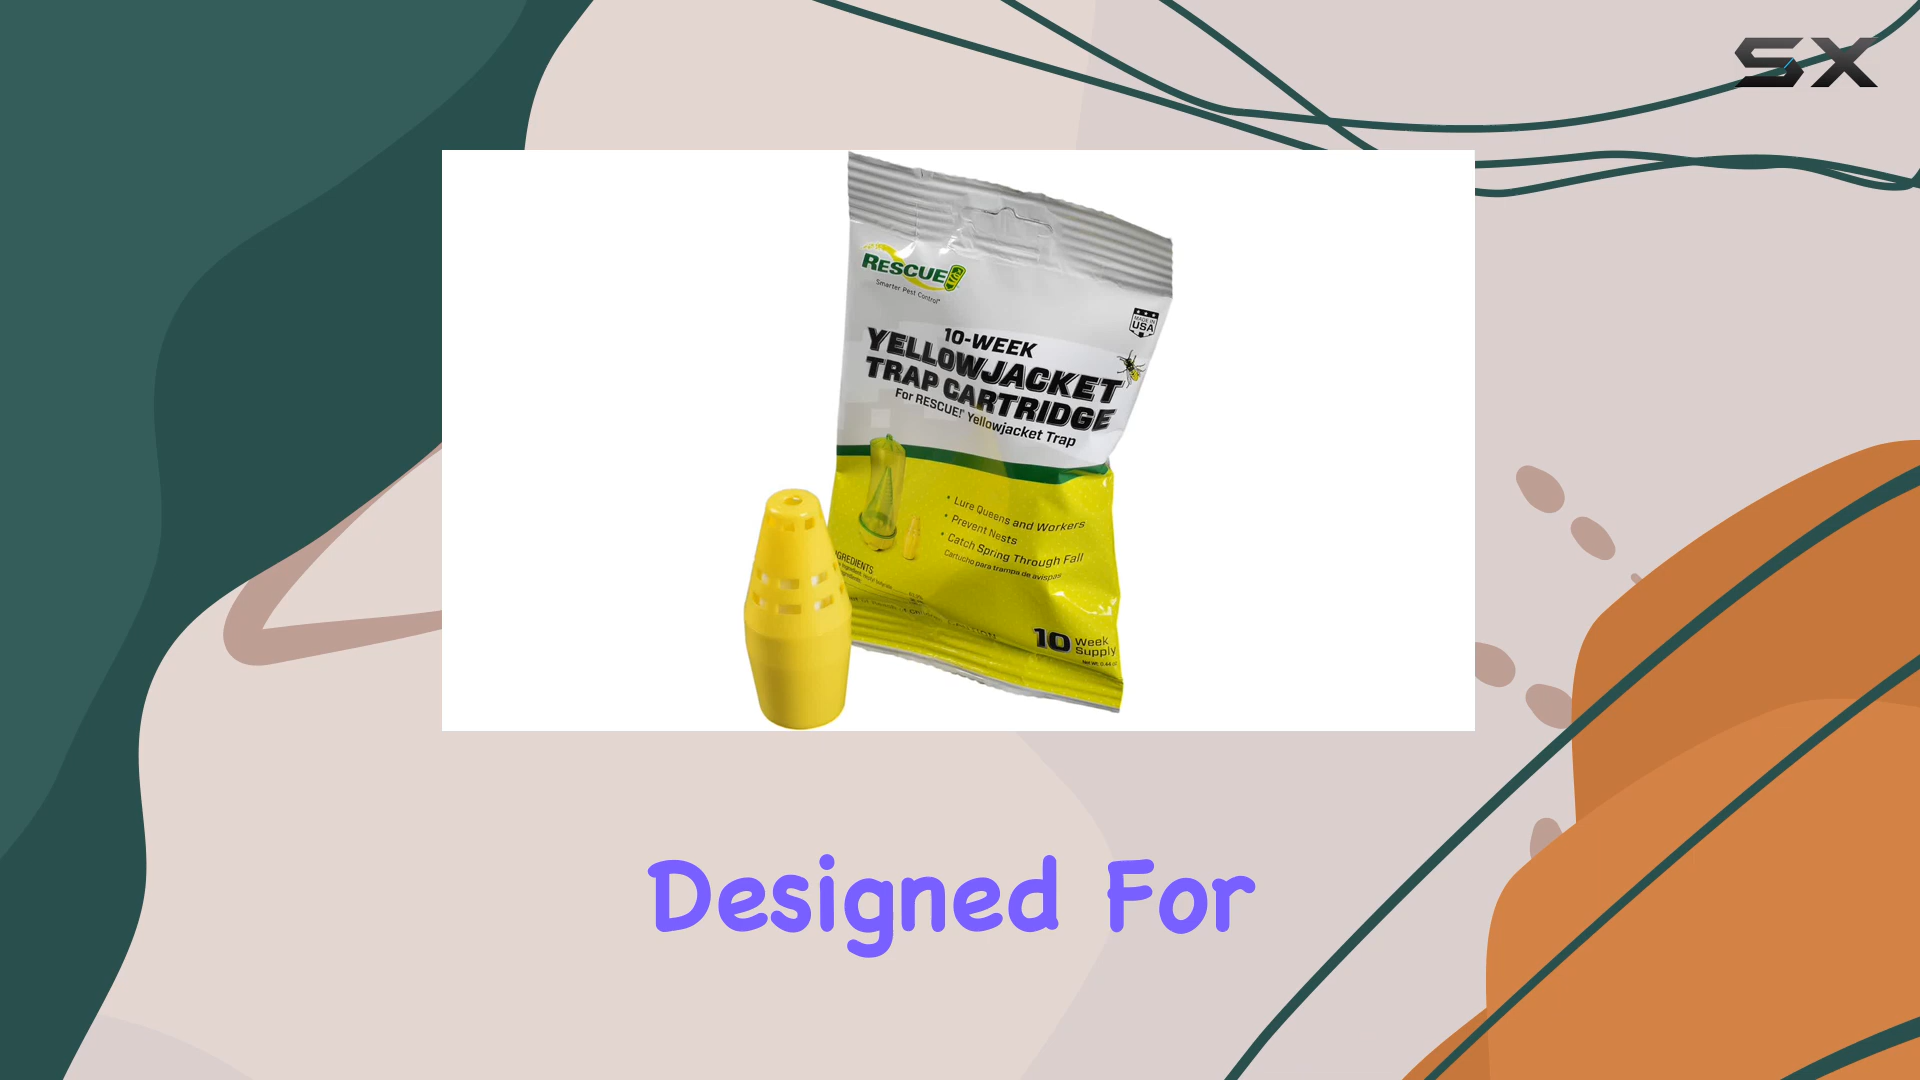 SX
RESCUE!
Smarter Pest Control®
MADE IN
USA
10-WEEK
YELLOWJACKET
TRAP CARTRIDGE
For RESCUE!® Yellowjacket Trap
• Lure Queens and Workers
• Prevent Nests
• Catch Spring Through Fall
Cartucho para trampa de avispas
10 Week
Supply
Designed For